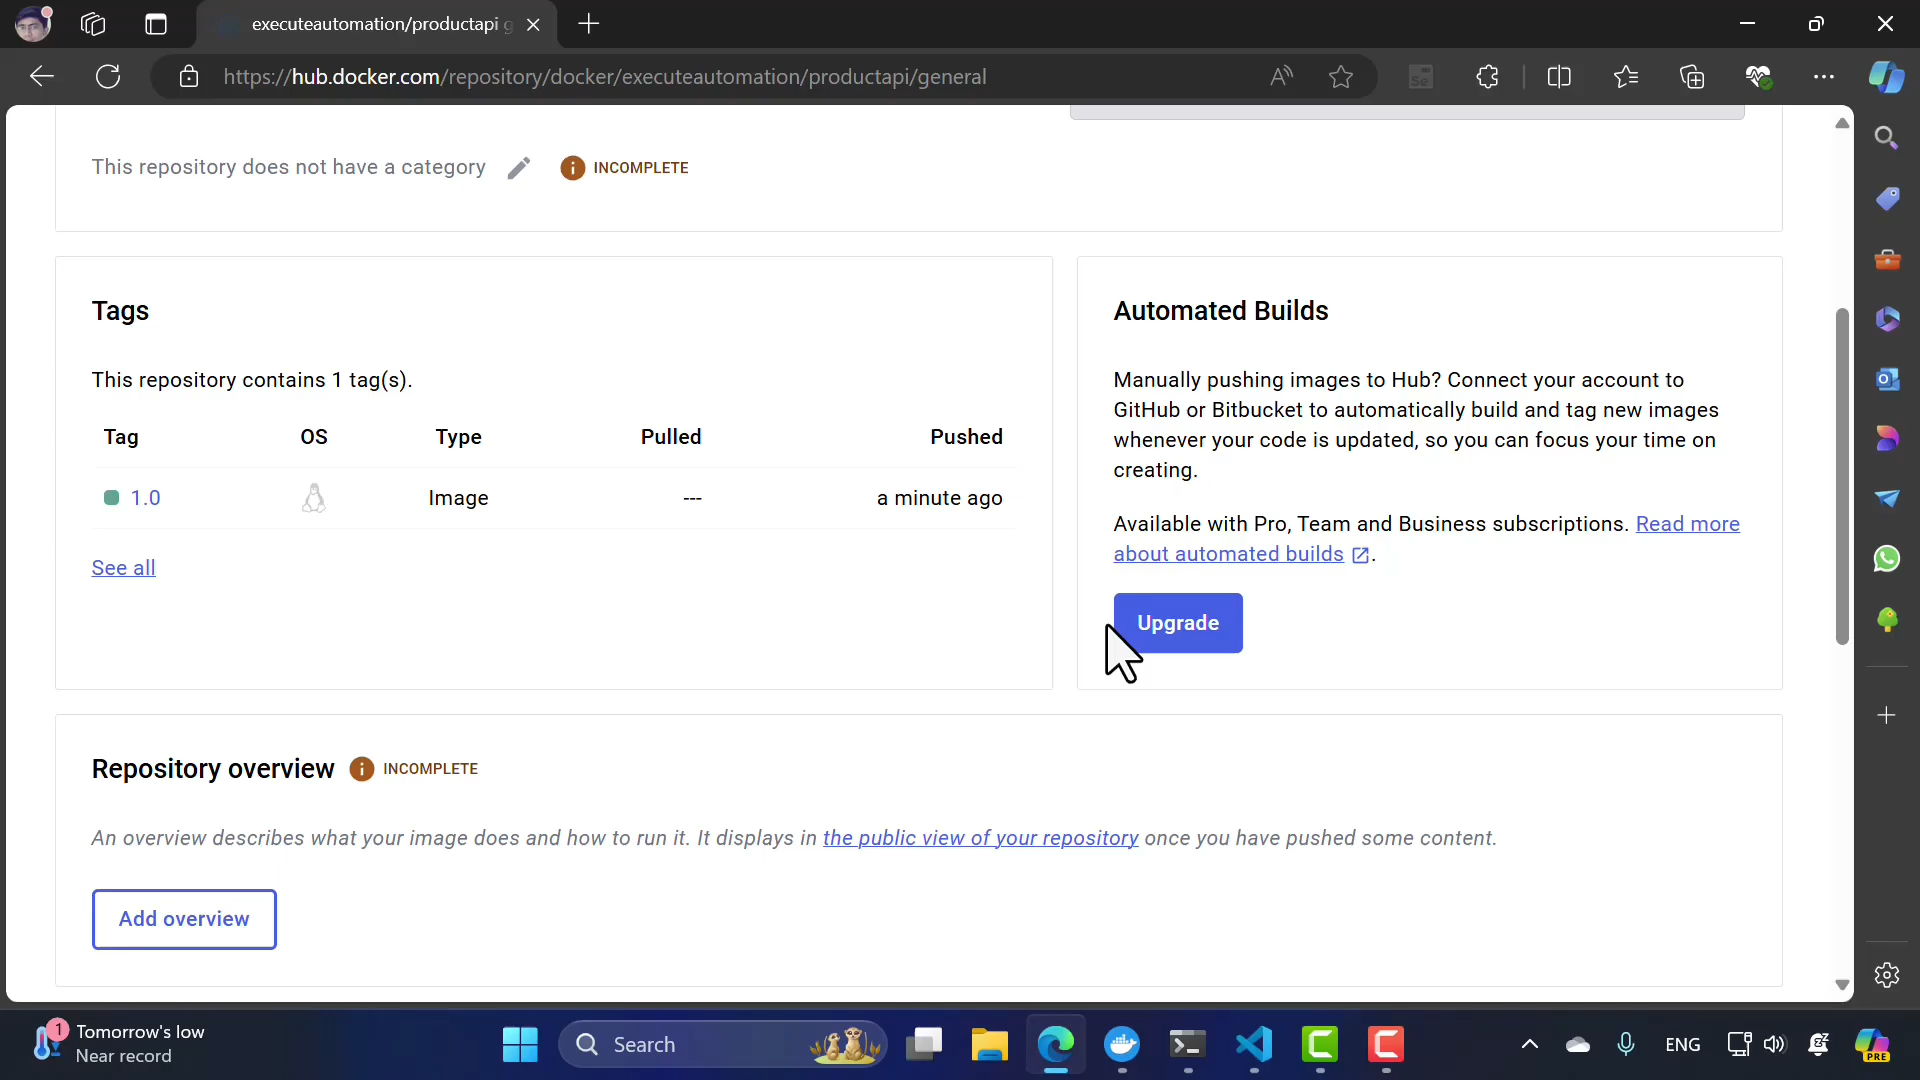 executeautomation/productapi g
https://hub.docker.com/repository/docker/executeautomation/productapi/general
This repository does not have a category
i INCOMPLETE
Tags
This repository contains 1 tag(s).
Tag OS Type Pulled Pushed
1.0 Image --- a minute ago
See all
Automated Builds
Manually pushing images to Hub? Connect your account to
GitHub or Bitbucket to automatically build and tag new images
whenever your code is updated, so you can focus your time on
creating.
Available with Pro, Team and Business subscriptions. Read more
about automated builds .
Upgrade
Repository overview i INCOMPLETE
An overview describes what your image does and how to run it. It displays in the public view of your repository once you have pushed some content.
Add overview
1
Tomorrow's low
Near record
Search
ENG
PRE